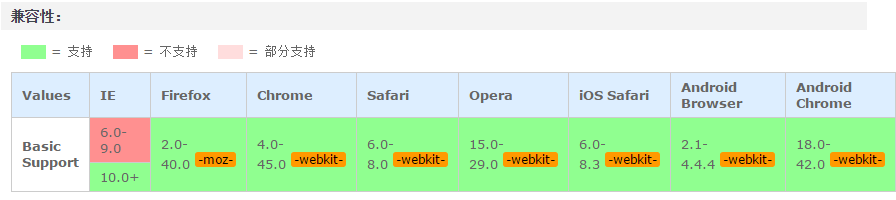 兼容性：
= 支持 = 不支持 = 部分支持
Values IE Firefox Chrome Safari Opera iOS Safari Android Browser Android Chrome
Basic Support
6.0-9.0
10.0+
2.0-40.0 -moz-
4.0-45.0 -webkit-
6.0-8.0 -webkit-
15.0-29.0 -webkit-
6.0-8.3 -webkit-
2.1-4.4.4 -webkit-
18.0-42.0 -webkit-